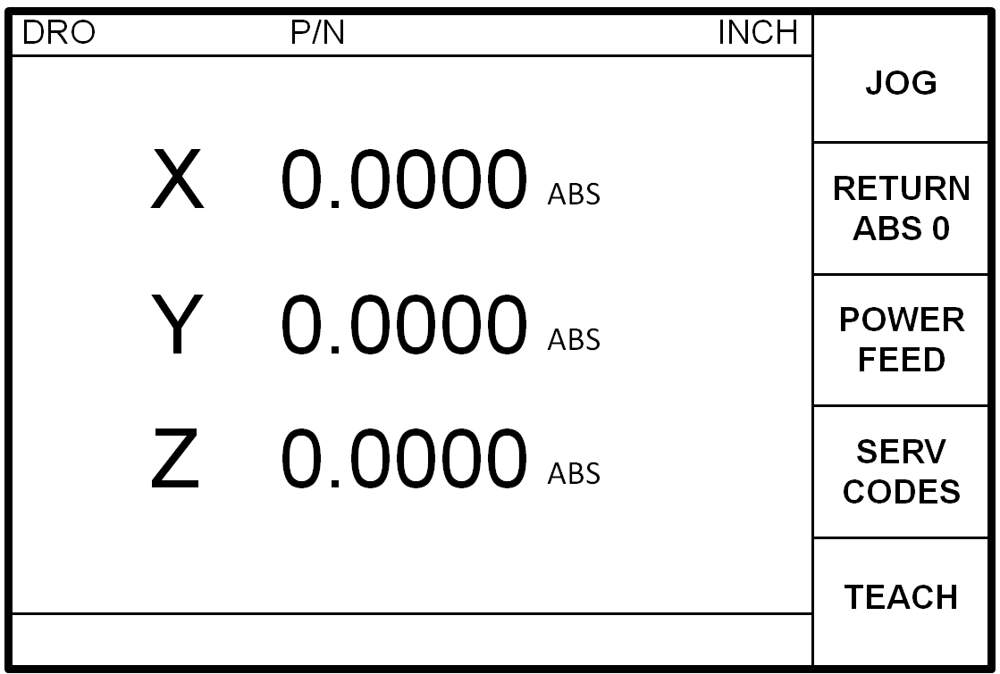 DRO P/N INCH
X 0.0000 ABS
Y 0.0000 ABS
Z 0.0000 ABS
JOG
RETURN
ABS 0
POWER
FEED
SERV
CODES
TEACH